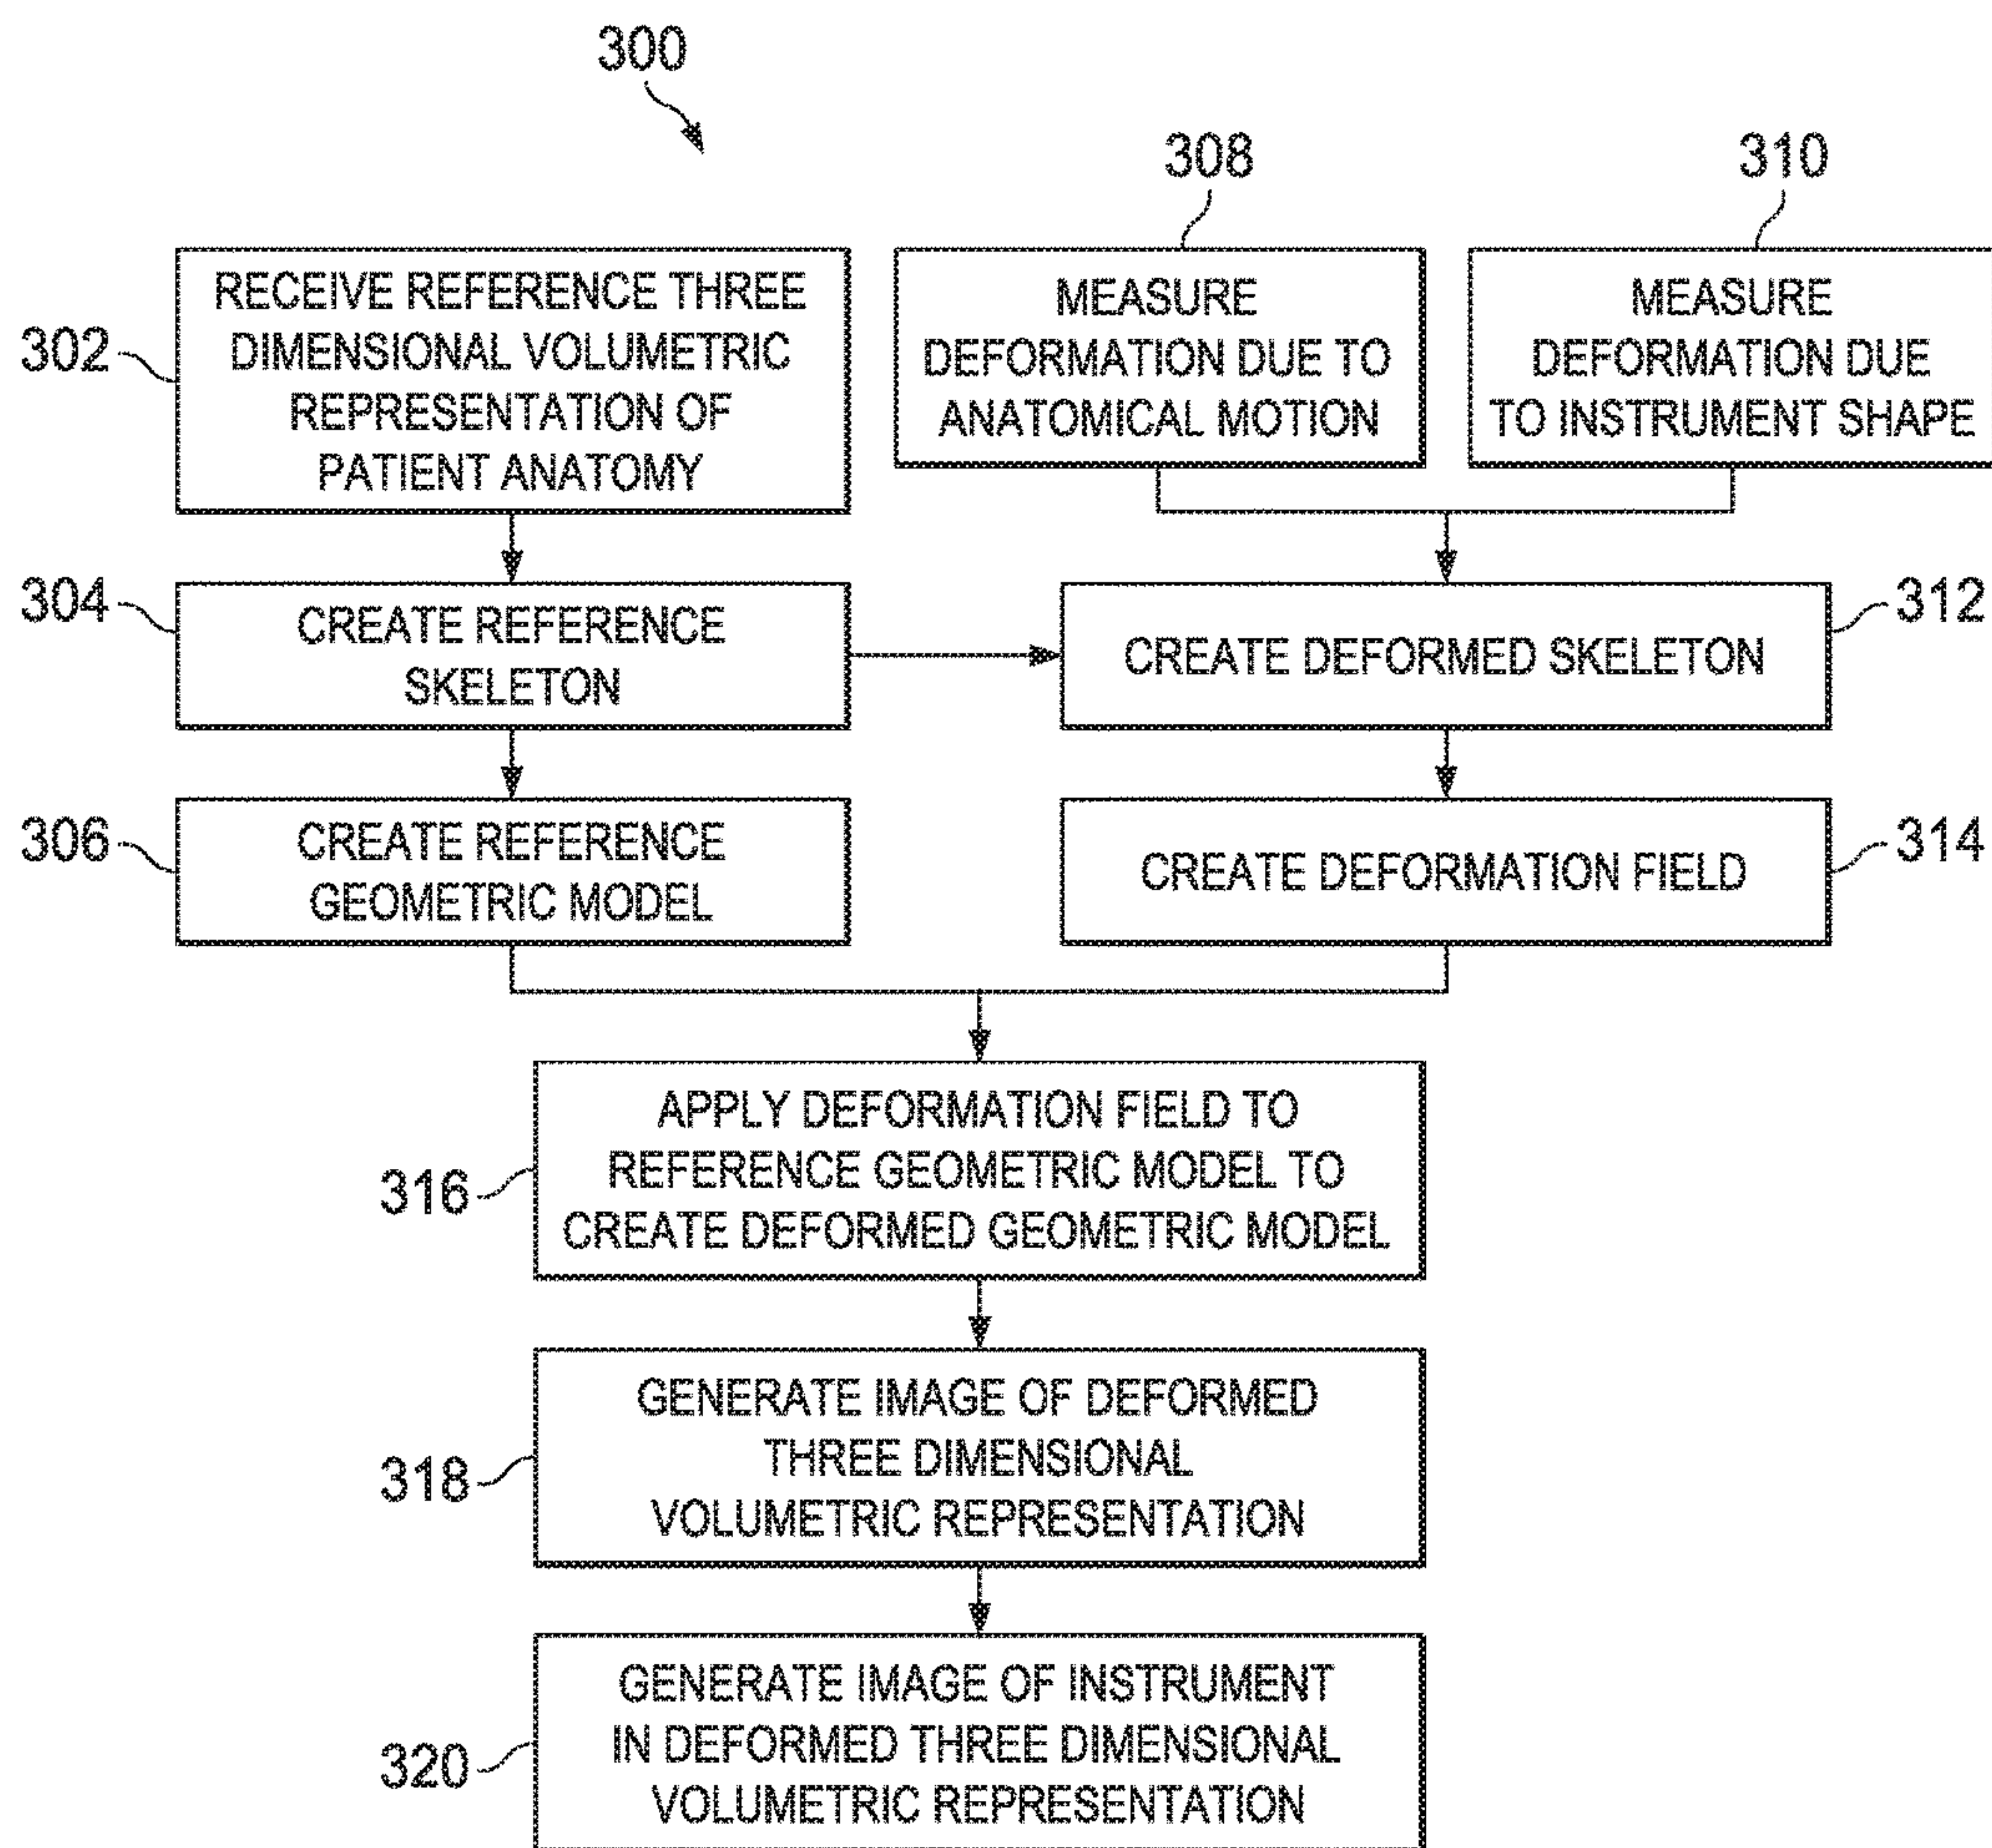 300
308
310
302
RECEIVE REFERENCE THREE
DIMENSIONAL VOLUMETRIC
REPRESENTATION OF
PATIENT ANATOMY
MEASURE
DEFORMATION DUE TO
ANATOMICAL MOTION
MEASURE
DEFORMATION DUE
TO INSTRUMENT SHAPE
304
CREATE REFERENCE
SKELETON
CREATE DEFORMED SKELETON
312
306
CREATE REFERENCE
GEOMETRIC MODEL
CREATE DEFORMATION FIELD
314
316
APPLY DEFORMATION FIELD TO
REFERENCE GEOMETRIC MODEL TO
CREATE DEFORMED GEOMETRIC MODEL
318
GENERATE IMAGE OF DEFORMED
THREE DIMENSIONAL
VOLUMETRIC REPRESENTATION
320
GENERATE IMAGE OF INSTRUMENT
IN DEFORMED THREE DIMENSIONAL
VOLUMETRIC REPRESENTATION